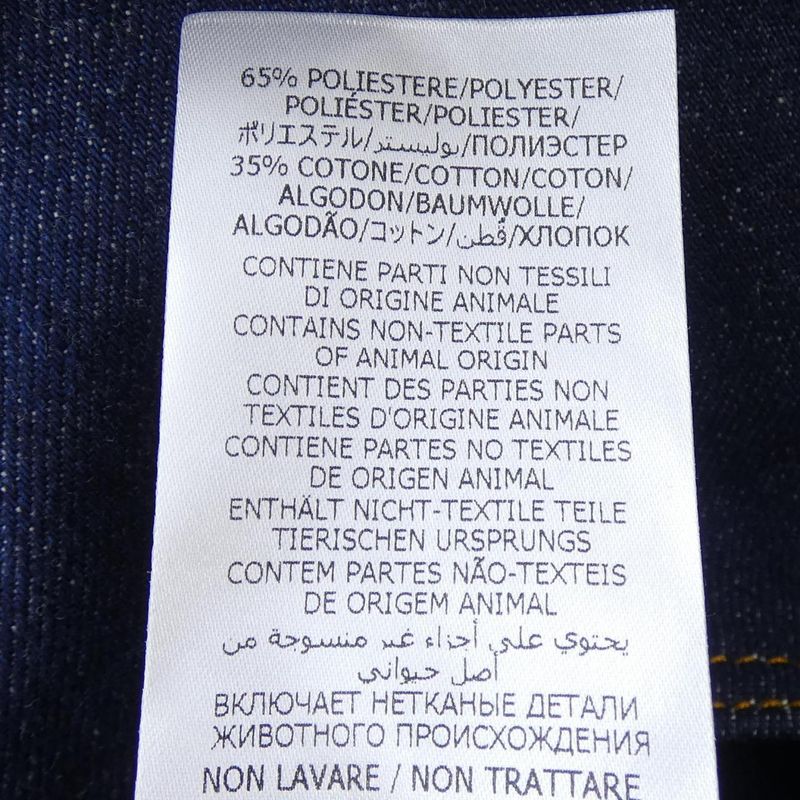 65% POLIESTERE/POLYESTER/
POLIÉSTER/POLIESTER/
ポリエステル/بوليستر/ПОЛИЭСТЕР
35% COTONE/COTTON/COTON/
ALGODON/BAUMWOLLE/
ALGODÃO/コットン/قطن/ХЛОПОК
CONTIENE PARTI NON TESSILI
DI ORIGINE ANIMALE
CONTAINS NON-TEXTILE PARTS
OF ANIMAL ORIGIN
CONTIENT DES PARTIES NON
TEXTILES D'ORIGINE ANIMALE
CONTIENE PARTES NO TEXTILES
DE ORIGEN ANIMAL
ENTHÄLT NICHT-TEXTILE TEILE
TIERISCHEN URSPRUNGS
CONTEM PARTES NÃO-TEXTEIS
DE ORIGEM ANIMAL
يحتوي على أجزاء غير منسوجة من
أصل حيواني
ВКЛЮЧАЕТ НЕТКАНЫЕ ДЕТАЛИ
ЖИВОТНОГО ПРОИСХОЖДЕНИЯ
NON LAVARE / NON TRATTARE